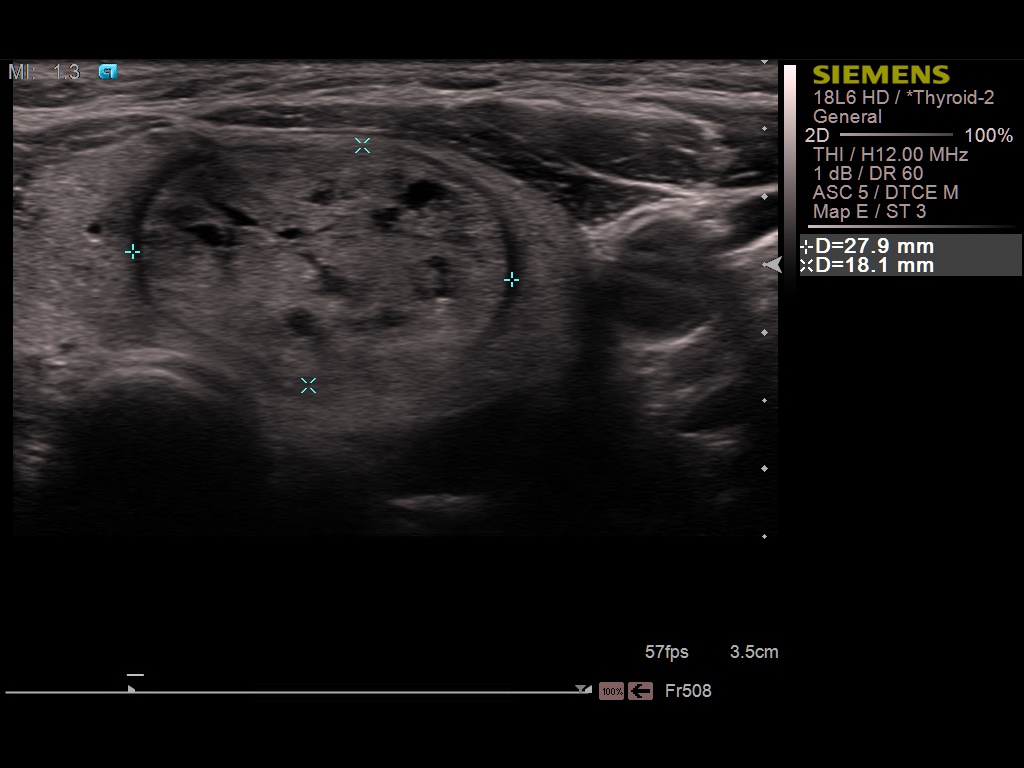 MI: 1.3
SIEMENS
18L6 HD / *Thyroid-2
General
2D 100%
THI / H12.00 MHz
1 dB / DR 60
ASC 5 / DTCE M
Map E / ST 3
D=27.9 mm
D=18.1 mm
57fps 3.5cm
100% Fr508